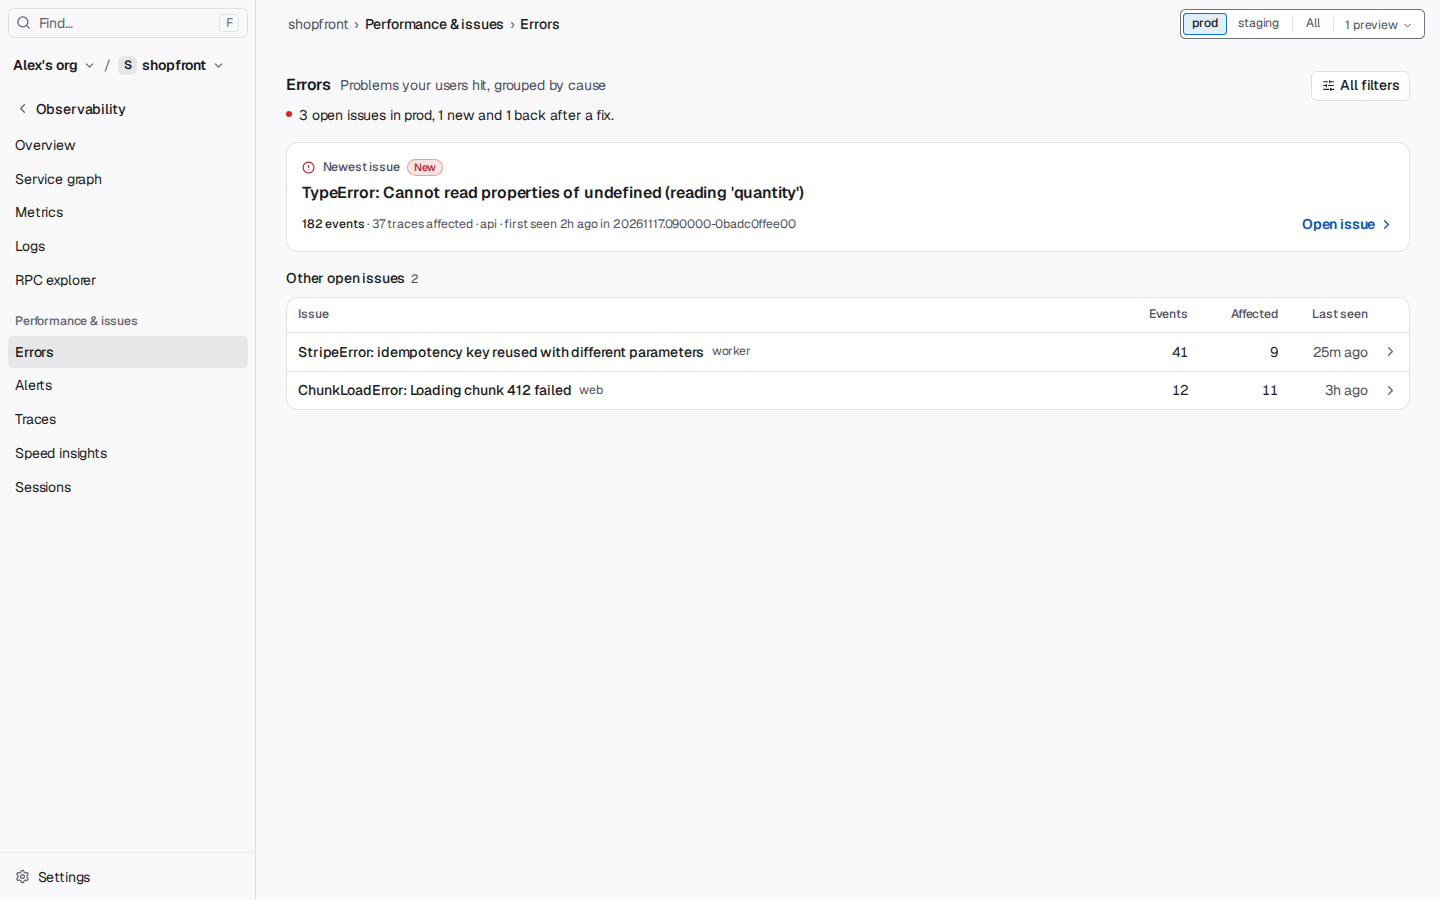 Find...
F
Alex's org / S shopfront
Observability
Overview
Service graph
Metrics
Logs
RPC explorer
Performance & issues
Errors
Alerts
Traces
Speed insights
Sessions
Settings
shopfront › Performance & issues › Errors
prod staging All 1 preview
Errors Problems your users hit, grouped by cause
All filters
3 open issues in prod, 1 new and 1 back after a fix.
Newest issue New
TypeError: Cannot read properties of undefined (reading 'quantity')
182 events · 37 traces affected · api · first seen 2h ago in 20261117.090000-0badc0ffee00
Open issue
Other open issues 2
Issue Events Affected Last seen
StripeError: idempotency key reused with different parameters worker 41 9 25m ago
ChunkLoadError: Loading chunk 412 failed web 12 11 3h ago